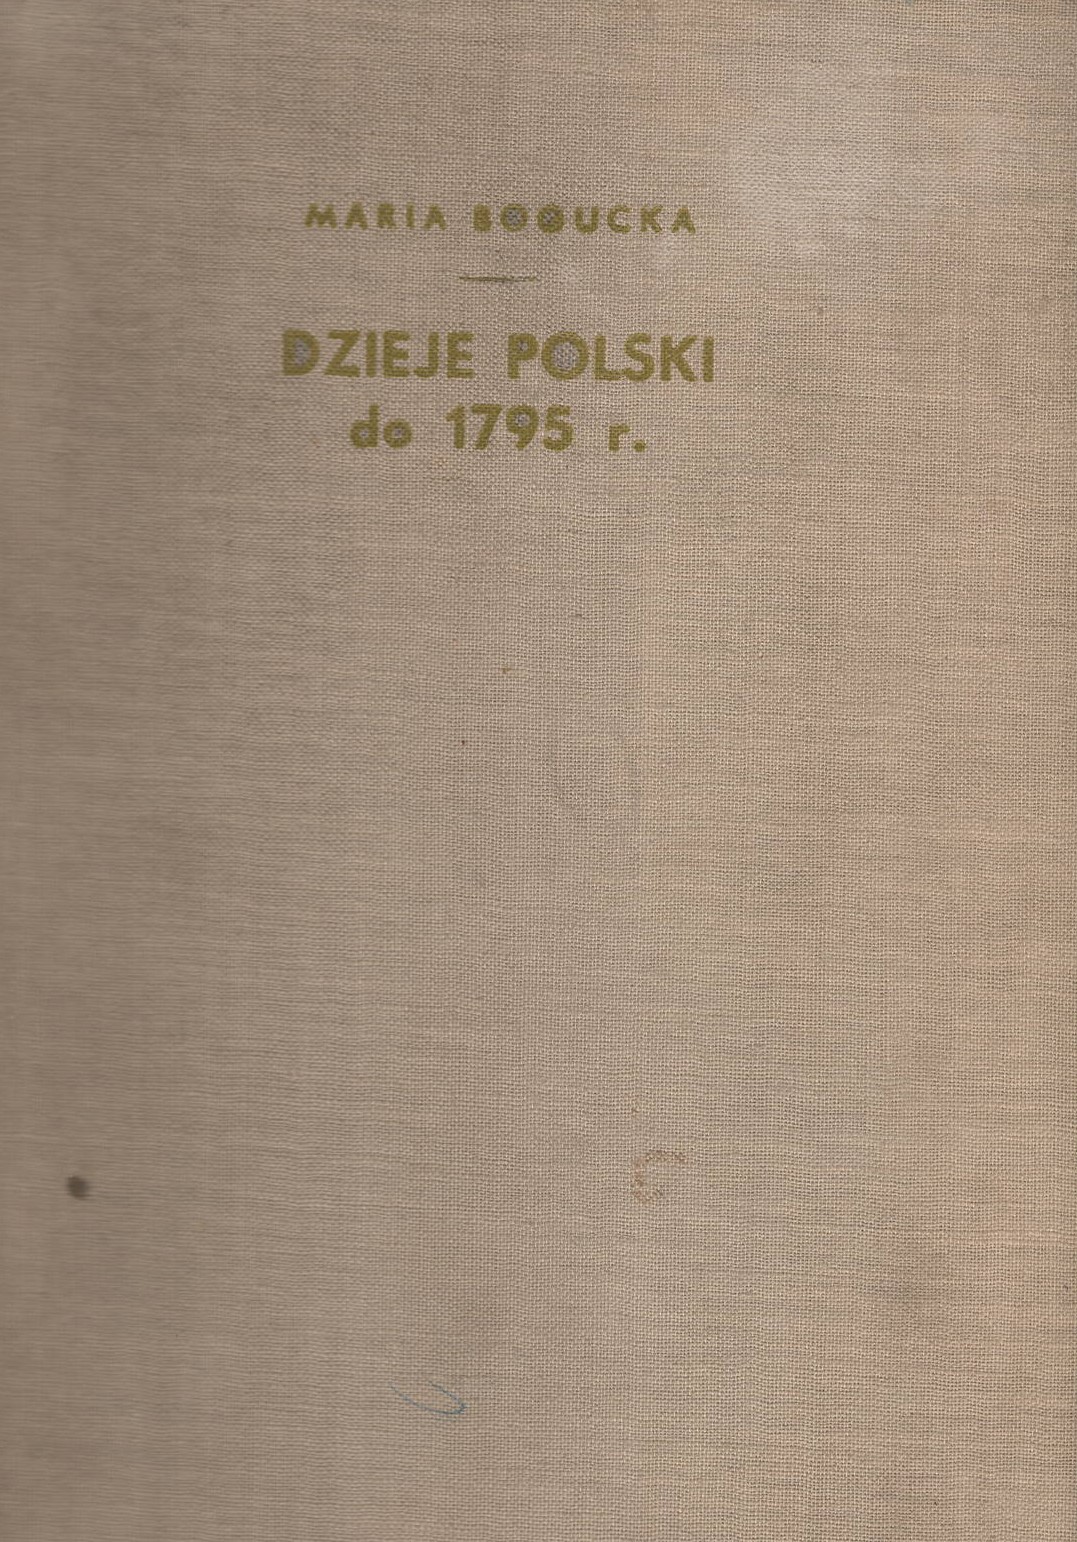 MARIA BOGUCKA
DZIEJE POLSKI
do 1795 r.